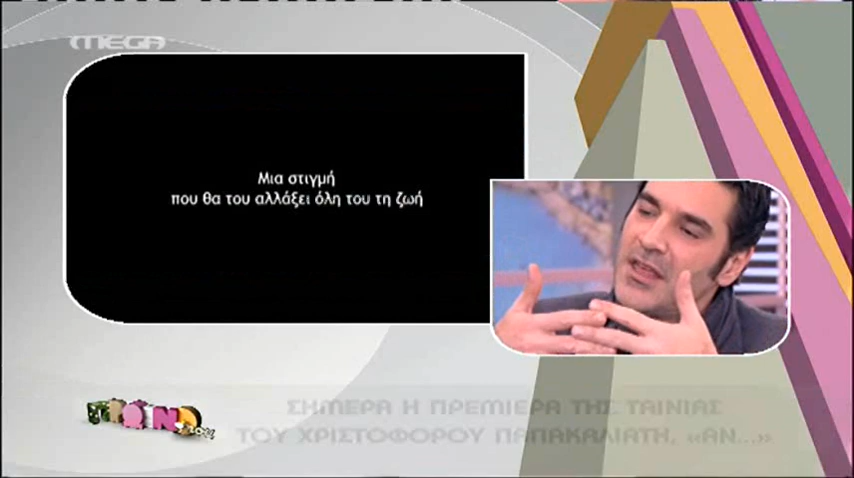 MEGA
Μια στιγμή
που θα του αλλάξει όλη του τη ζωή
ΠΡΩΙΝΟ
ΣΗΜΕΡΑ Η ΠΡΕΜΙΕΡΑ ΤΗΣ ΤΑΙΝΙΑΣ
ΤΟΥ ΧΡΙΣΤΟΦΟΡΟΥ ΠΑΠΑΚΑΛΙΑΤΗ, «ΑΝ...»